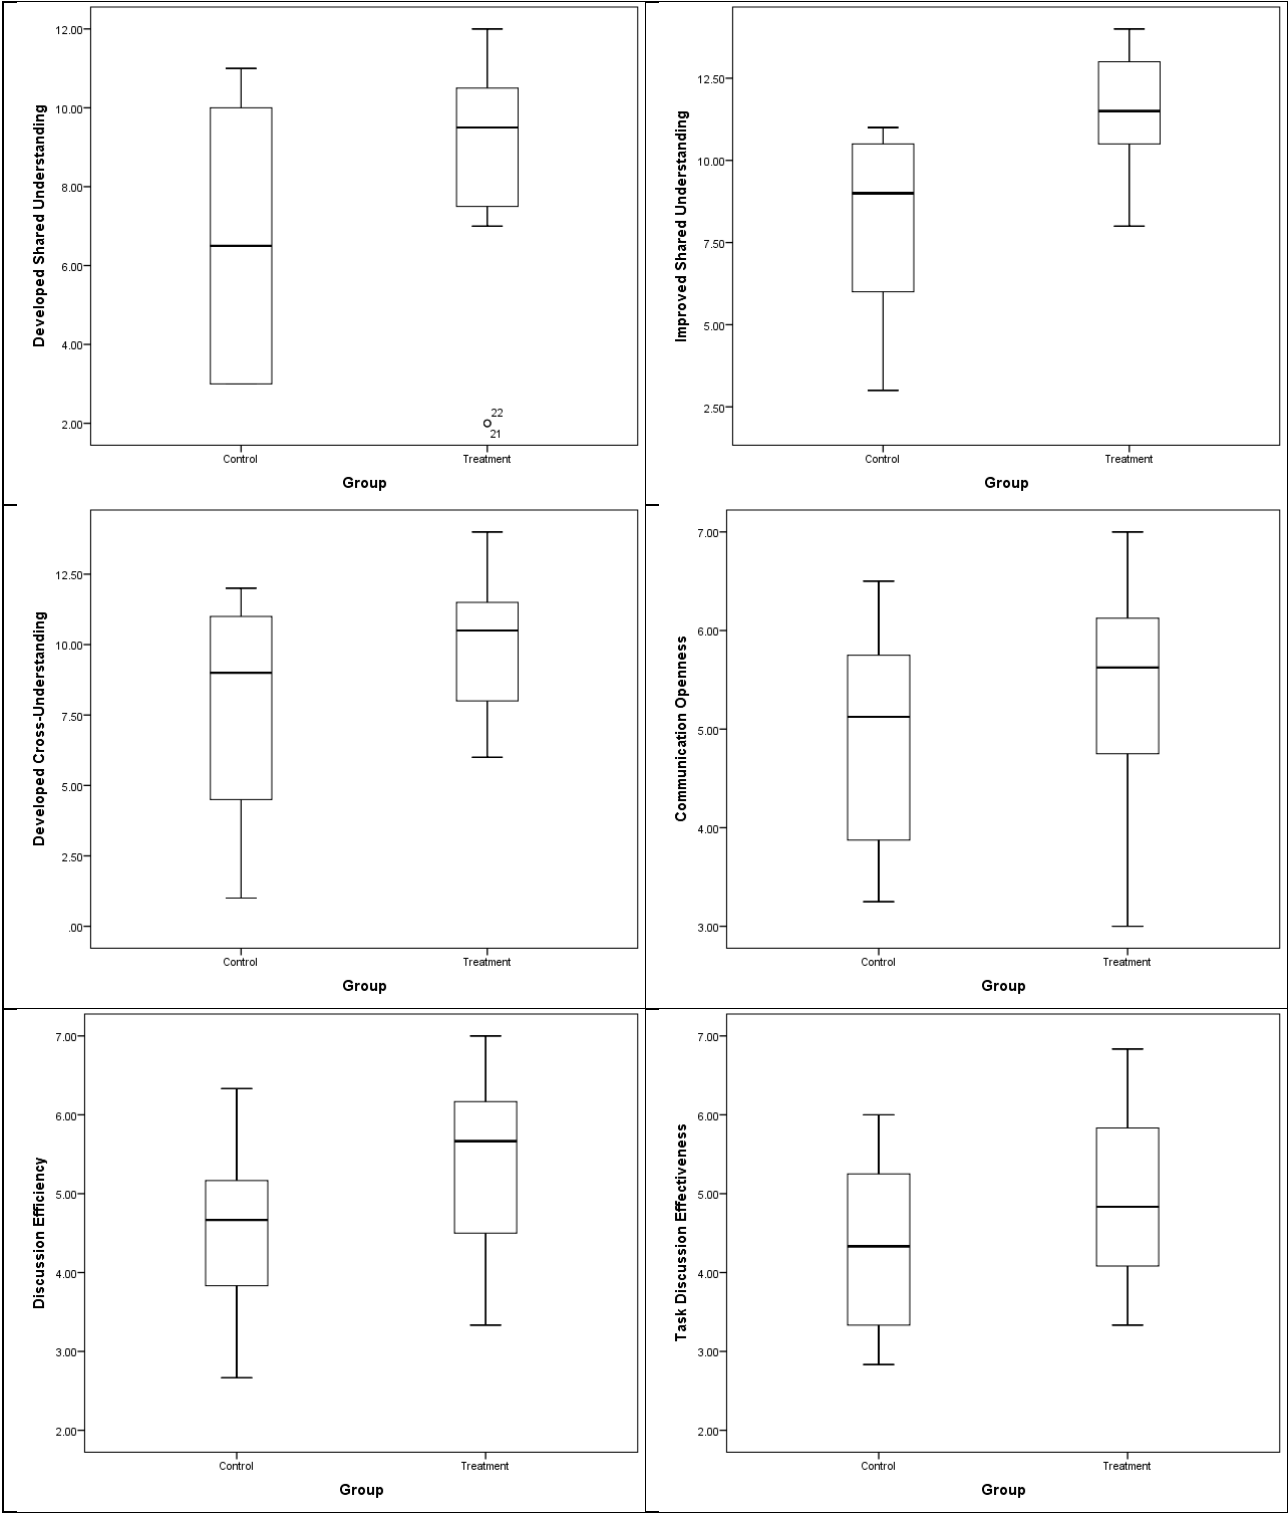 Developed Shared Understanding
12.00
10.00
8.00
6.00
4.00
2.00
22
21
Control
Treatment
Group
Improved Shared Understanding
12.50
10.00
7.50
5.00
2.50
Control
Treatment
Group
Developed Cross-Understanding
12.50
10.00
7.50
5.00
2.50
.00
Control
Treatment
Group
Communication Openness
7.00
6.00
5.00
4.00
3.00
Control
Treatment
Group
Discussion Efficiency
7.00
6.00
5.00
4.00
3.00
2.00
Control
Treatment
Group
Task Discussion Effectiveness
7.00
6.00
5.00
4.00
3.00
2.00
Control
Treatment
Group